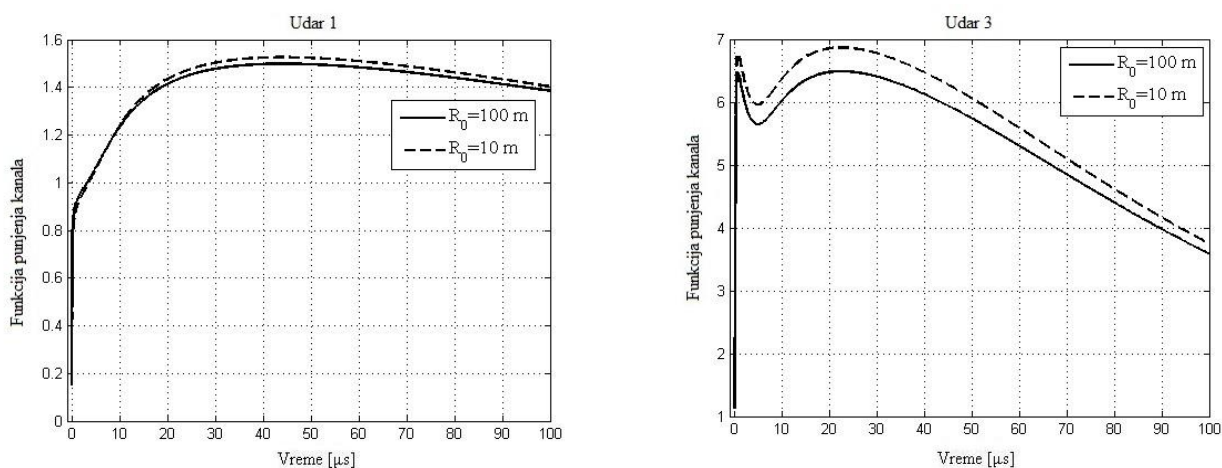 Udar 1
Funkcija punjenja kanala
1.6
1.4
1.2
1
0.8
0.6
0.4
0.2
0
R0=100 m
R0=10 m
0 10 20 30 40 50 60 70 80 90 100
Vreme [μs]
Udar 3
Funkcija punjenja kanala
7
6
5
4
3
2
1
R0=100 m
R0=10 m
0 10 20 30 40 50 60 70 80 90 100
Vreme [μs]